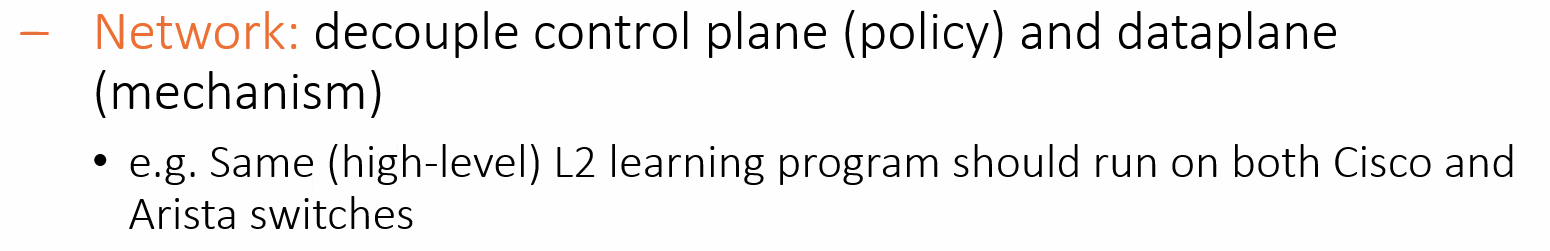 – Network: decouple control plane (policy) and dataplane
(mechanism)
• e.g. Same (high-level) L2 learning program should run on both Cisco and
Arista switches